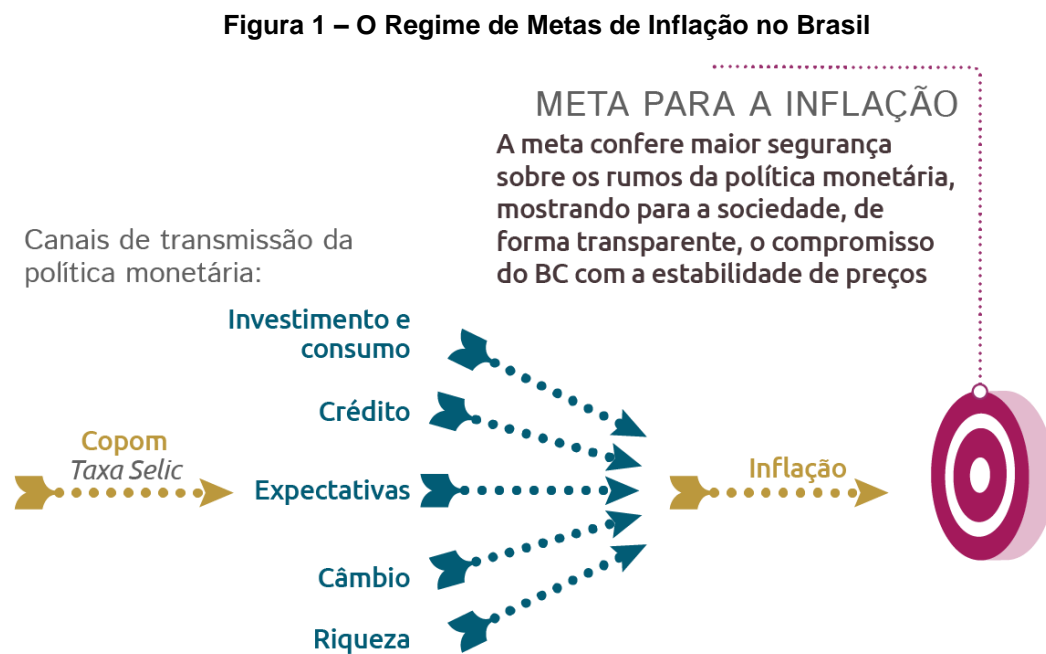 Figura 1 – O Regime de Metas de Inflação no Brasil
META PARA A INFLAÇÃO
A meta confere maior segurança
sobre os rumos da política monetária,
mostrando para a sociedade, de
forma transparente, o compromisso
do BC com a estabilidade de preços
Canais de transmissão da
política monetária:
Investimento e
consumo
Crédito
Copom
Taxa Selic
Expectativas
Inflação
Câmbio
Riqueza